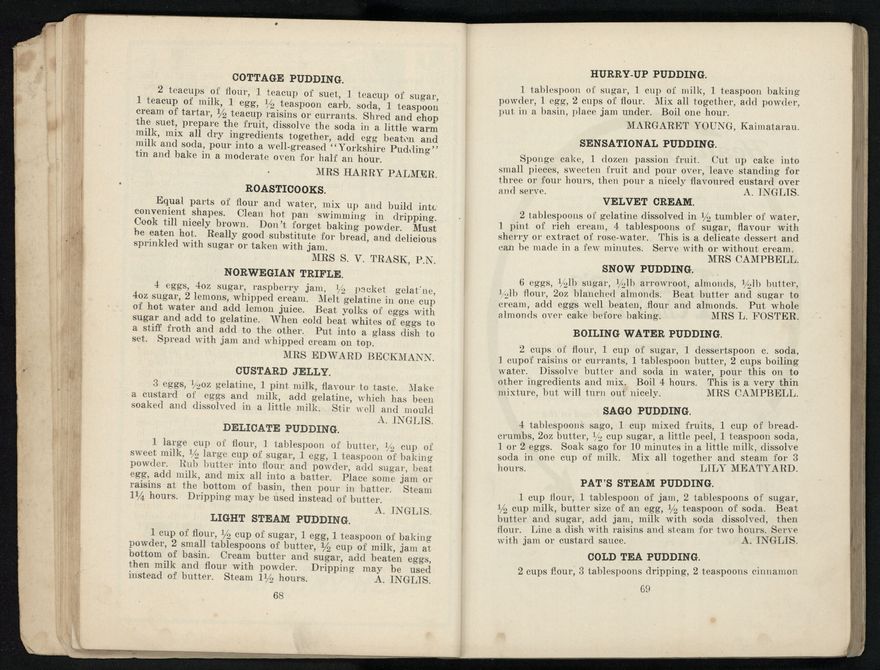 COTTAGE PUDDING.
2 teacups of flour, 1 teacup of suet, 1 teacup of sugar,
1 teacup of milk, 1 egg, ½ teaspoon carb. soda, 1 teaspoon
cream of tartar, ½ teacup raisins or currants. Shred and chop
the suet, prepare the fruit, dissolve the soda in a little warm
milk, mix all dry ingredients together, add egg beaten and
milk and soda, pour into a well-greased "Yorkshire Pudding"
tin and bake in a moderate oven for half an hour.
MRS HARRY PALMER.
ROASTICOOKS.
Equal parts of flour and water, mix up and build into
convenient shapes. Clean hot pan swimming in dripping.
Cook till nicely brown. Don't forget baking powder. Must
be eaten hot. Really good substitute for bread, and delicious
sprinkled with sugar or taken with jam.
MRS S. V. TRASK, P.N.
NORWEGIAN TRIFLE.
4 eggs, 4oz sugar, raspberry jam, ½ packet gelatine,
4oz sugar, 2 lemons, whipped cream. Melt gelatine in one cup
of hot water and add lemon juice. Beat yolks of eggs with
sugar and add to gelatine. When cold beat whites of eggs to
a stiff froth and add to the other. Put into a glass dish to
set. Spread with jam and whipped cream on top.
MRS EDWARD BECKMANN.
CUSTARD JELLY.
3 eggs, ½oz gelatine, 1 pint milk, flavour to taste. Make
a custard of eggs and milk, add gelatine, which has been
soaked and dissolved in a little milk. Stir well and mould
A. INGLIS.
DELICATE PUDDING.
1 large cup of flour, 1 tablespoon of butter, ½ cup of
sweet milk, ½ large cup of sugar, 1 egg, 1 teaspoon of baking
powder. Rub butter into flour and powder, add sugar, beat
egg, add milk, and mix all into a batter. Place some jam or
raisins at the bottom of basin, then pour in batter. Steam
1¼ hours. Dripping may be used instead of butter.
A. INGLIS.
LIGHT STEAM PUDDING.
1 cup of flour, ½ cup of sugar, 1 egg, 1 teaspoon of baking
powder, 2 small tablespoons of butter, ½ cup of milk, jam at
bottom of basin. Cream butter and sugar, add beaten eggs,
then milk and flour with powder. Dripping may be used
instead of butter. Steam 1½ hours. A. INGLIS.
68
HURRY-UP PUDDING.
1 tablespoon of sugar, 1 cup of milk, 1 teaspoon baking
powder, 1 egg, 2 cups of flour. Mix all together, add powder,
put in a basin, place jam under. Boil one hour.
MARGARET YOUNG, Kaimatarau.
SENSATIONAL PUDDING.
Sponge cake, 1 dozen passion fruit. Cut up cake into
small pieces, sweeten fruit and pour over, leave standing for
three or four hours, then pour a nicely flavoured custard over
and serve. A. INGLIS.
VELVET CREAM.
2 tablespoons of gelatine dissolved in ½ tumbler of water,
1 pint of rich cream, 4 tablespoons of sugar, flavour with
sherry or extract of rose-water. This is a delicate dessert and
can be made in a few minutes. Serve with or without cream.
MRS CAMPBELL.
SNOW PUDDING.
6 eggs, ½lb sugar, ½lb arrowroot, almonds, ½lb butter,
½lb flour, 2oz blanched almonds. Beat butter and sugar to
cream, add eggs well beaten, flour and almonds. Put whole
almonds over cake before baking. MRS L. FOSTER.
BOILING WATER PUDDING.
2 cups of flour, 1 cup of sugar, 1 dessertspoon c. soda,
1 cupof raisins or currants, 1 tablespoon butter, 2 cups boiling
water. Dissolve butter and soda in water, pour this on to
other ingredients and mix. Boil 4 hours. This is a very thin
mixture, but will turn out nicely. MRS CAMPBELL.
SAGO PUDDING.
4 tablespoons sago, 1 cup mixed fruits, 1 cup of bread-
crumbs, 2oz butter, ½ cup sugar, a little peel, 1 teaspoon soda,
1 or 2 eggs. Soak sago for 10 minutes in a little milk, dissolve
soda in one cup of milk. Mix all together and steam for 3
hours. LILY MEATYARD.
PAT'S STEAM PUDDING.
1 cup flour, 1 tablespoon of jam, 2 tablespoons of sugar,
½ cup milk, butter size of an egg, ½ teaspoon of soda. Beat
butter and sugar, add jam, milk with soda dissolved, then
flour. Line a dish with raisins and steam for two hours. Serve
with jam or custard sauce. A. INGLIS.
COLD TEA PUDDING.
2 cups flour, 3 tablespoons dripping, 2 teaspoons cinnamon
69